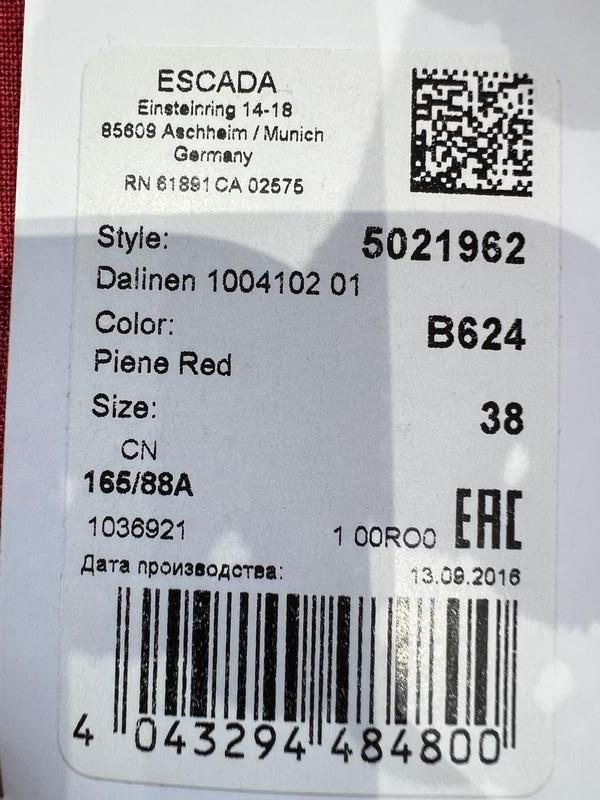 ESCADA
Einsteinring 14-18
85609 Aschheim / Munich
Germany
RN 61891 CA 02575
Style: 5021962
Dalinen 1004102 01
Color: B624
Piene Red
Size: 38
CN
165/88A
1036921 1 00RO0 EAC
Дата производства: 13.09.2016
4 043294 484800